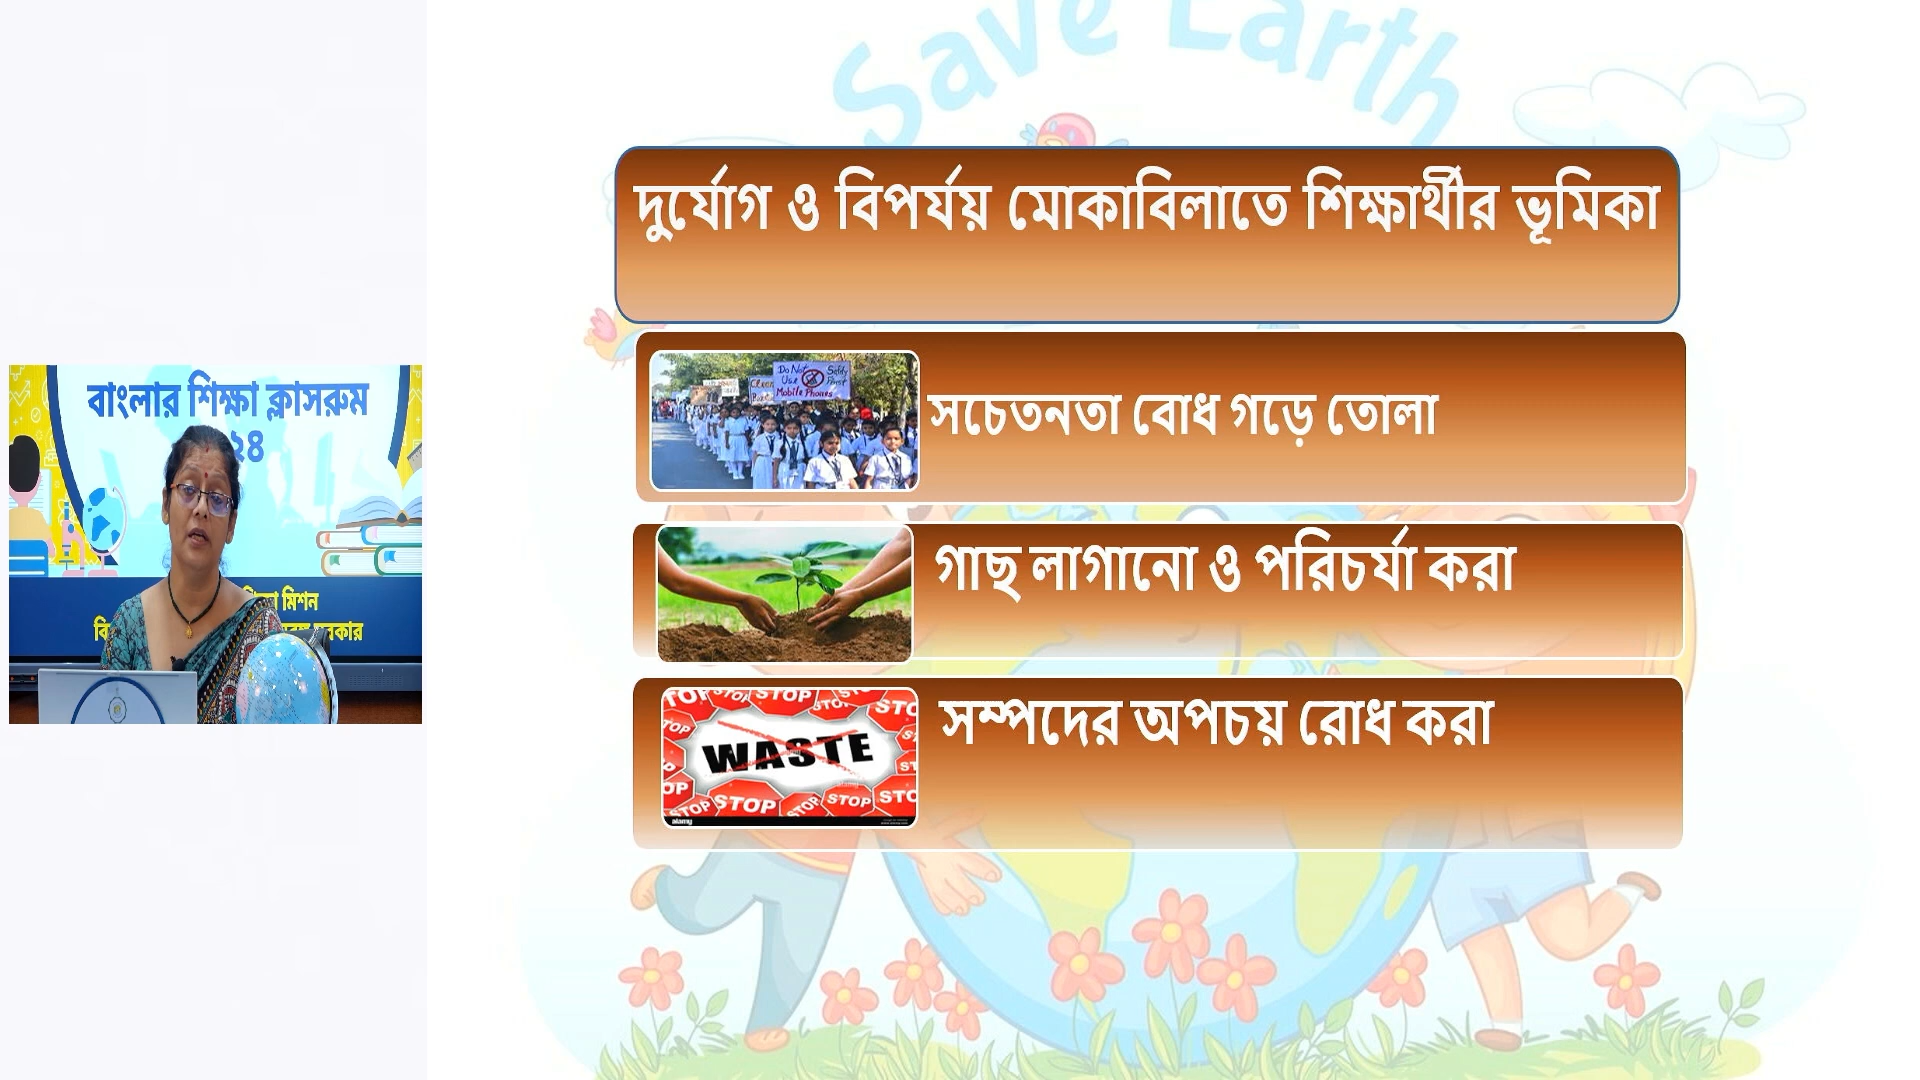 Save Earth
দুর্যোগ ও বিপর্যয় মোকাবিলাতে শিক্ষার্থীর ভূমিকা
Do Not
Use
Mobile Phones
Safety
First
সচেতনতা বোধ গড়ে তোলা
গাছ লাগানো ও পরিচর্যা করা
STOP
WASTE
STOP
STOP
alamy
সম্পদের অপচয় রোধ করা
বাংলার শিক্ষা ক্লাসরুম
২৪
মিশন